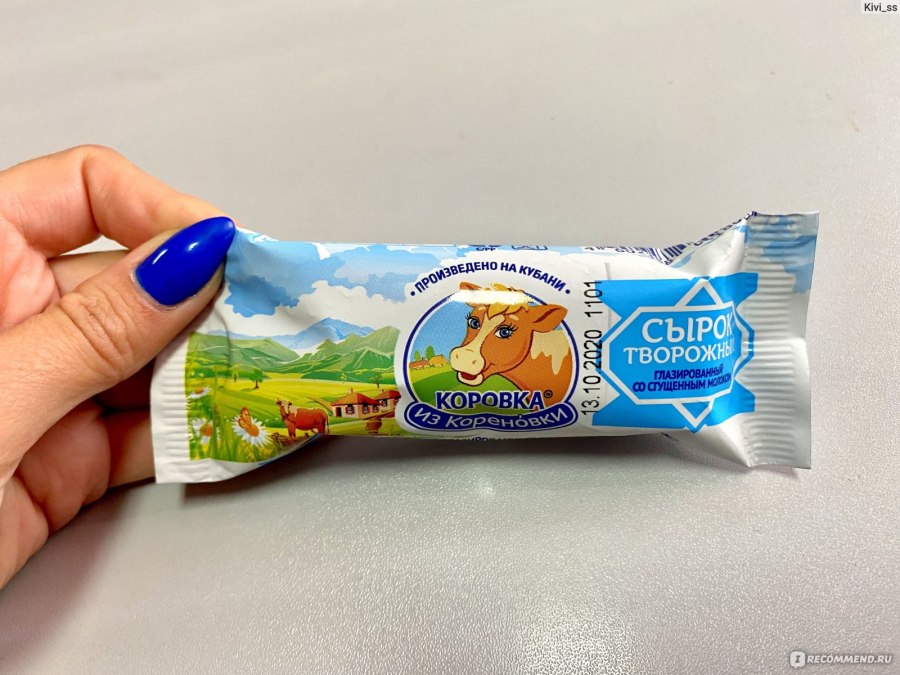 Kivi_ss
• ПРОИЗВЕДЕНО НА КУБАНИ •
КОРОВКА®
ИЗ КОРЕНОВКИ
13.10.2020 1101
СЫРОК
ТВОРОЖНЫЙ
ГЛАЗИРОВАННЫЙ
СО СГУЩЕННЫМ МОЛОКОМ
I RECOMMEND.RU